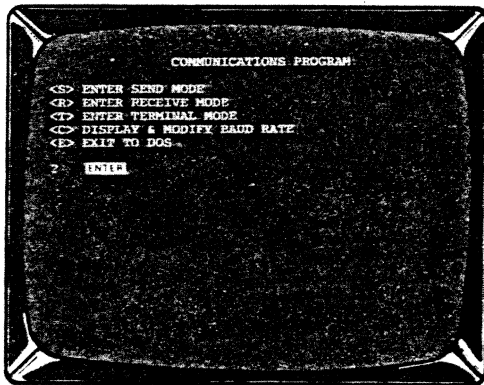 COMMUNICATIONS PROGRAM
<S> ENTER SEND MODE
<R> ENTER RECEIVE MODE
<T> ENTER TERMINAL MODE
<C> DISPLAY & MODIFY BAUD RATE
<E> EXIT TO DOS
? ENTER